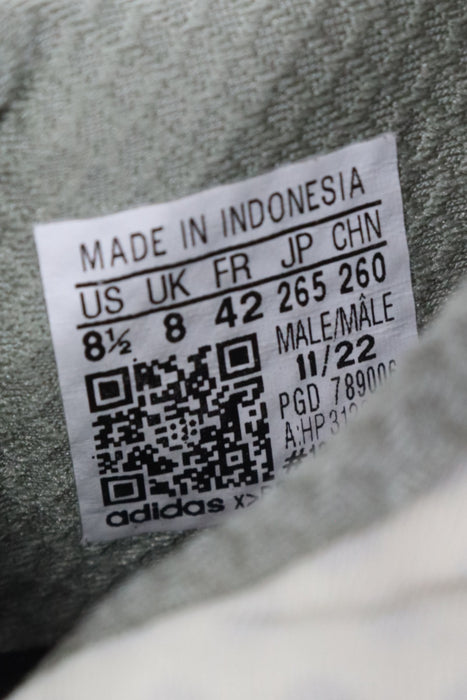 MADE IN INDONESIA
US UK FR JP CHN
8½ 8 42 265 260
MALE/MÂLE
11/22
PGD
adidas